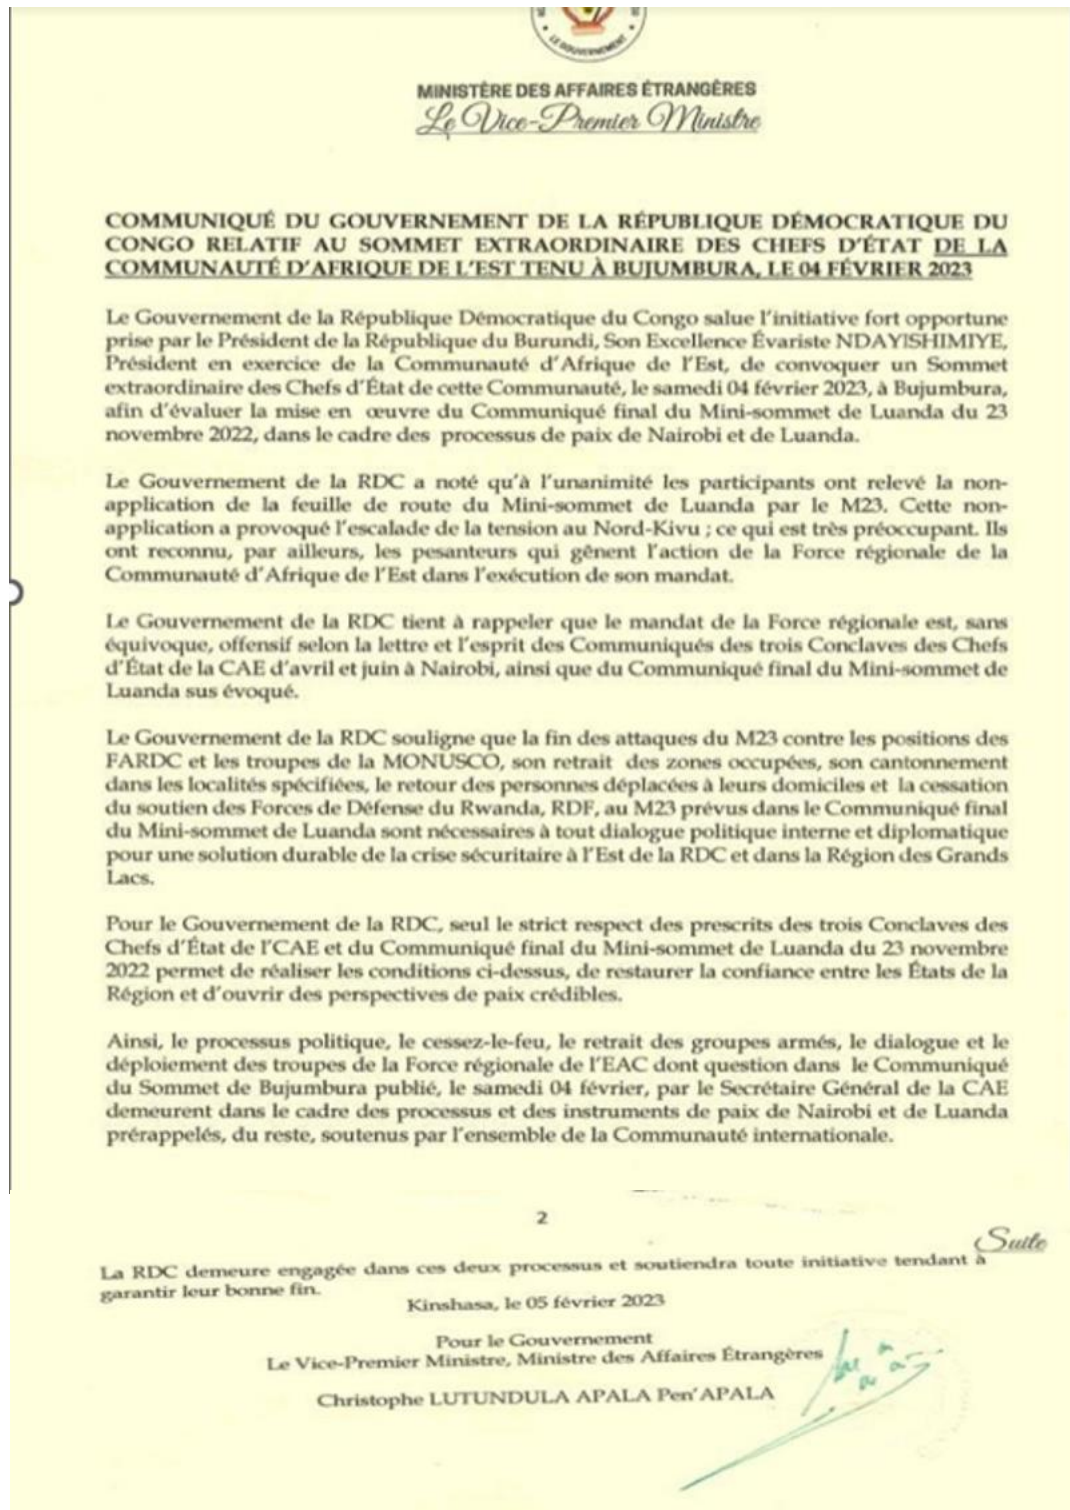 LE GOUVERNEMENT
MINISTÈRE DES AFFAIRES ÉTRANGÈRES
Le Vice-Premier Ministre
COMMUNIQUÉ DU GOUVERNEMENT DE LA RÉPUBLIQUE DÉMOCRATIQUE DU
CONGO RELATIF AU SOMMET EXTRAORDINAIRE DES CHEFS D'ÉTAT DE LA
COMMUNAUTÉ D'AFRIQUE DE L'EST TENU À BUJUMBURA, LE 04 FÉVRIER 2023
Le Gouvernement de la République Démocratique du Congo salue l'initiative fort opportune
prise par le Président de la République du Burundi, Son Excellence Évariste NDAYISHIMIYE,
Président en exercice de la Communauté d'Afrique de l'Est, de convoquer un Sommet
extraordinaire des Chefs d'État de cette Communauté, le samedi 04 février 2023, à Bujumbura,
afin d'évaluer la mise en œuvre du Communiqué final du Mini-sommet de Luanda du 23
novembre 2022, dans le cadre des processus de paix de Nairobi et de Luanda.
Le Gouvernement de la RDC a noté qu'à l'unanimité les participants ont relevé la non-
application de la feuille de route du Mini-sommet de Luanda par le M23. Cette non-
application a provoqué l'escalade de la tension au Nord-Kivu ; ce qui est très préoccupant. Ils
ont reconnu, par ailleurs, les pesanteurs qui gênent l'action de la Force régionale de la
Communauté d'Afrique de l'Est dans l'exécution de son mandat.
Le Gouvernement de la RDC tient à rappeler que le mandat de la Force régionale est, sans
équivoque, offensif selon la lettre et l'esprit des Communiqués des trois Conclaves des Chefs
d'État de la CAE d'avril et juin à Nairobi, ainsi que du Communiqué final du Mini-sommet de
Luanda sus évoqué.
Le Gouvernement de la RDC souligne que la fin des attaques du M23 contre les positions des
FARDC et les troupes de la MONUSCO, son retrait des zones occupées, son cantonnement
dans les localités spécifiées, le retour des personnes déplacées à leurs domiciles et la cessation
du soutien des Forces de Défense du Rwanda, RDF, au M23 prévus dans le Communiqué final
du Mini-sommet de Luanda sont nécessaires à tout dialogue politique interne et diplomatique
pour une solution durable de la crise sécuritaire à l'Est de la RDC et dans la Région des Grands
Lacs.
Pour le Gouvernement de la RDC, seul le strict respect des prescrits des trois Conclaves des
Chefs d'État de l'CAE et du Communiqué final du Mini-sommet de Luanda du 23 novembre
2022 permet de réaliser les conditions ci-dessus, de restaurer la confiance entre les États de la
Région et d'ouvrir des perspectives de paix crédibles.
Ainsi, le processus politique, le cessez-le-feu, le retrait des groupes armés, le dialogue et le
déploiement des troupes de la Force régionale de l'EAC dont question dans le Communiqué
du Sommet de Bujumbura publié, le samedi 04 février, par le Secrétaire Général de la CAE
demeurent dans le cadre des processus et des instruments de paix de Nairobi et de Luanda
prérappelés, du reste, soutenus par l'ensemble de la Communauté internationale.
2
Suite
La RDC demeure engagée dans ces deux processus et soutiendra toute initiative tendant à
garantir leur bonne fin.
Kinshasa, le 05 février 2023
Pour le Gouvernement
Le Vice-Premier Ministre, Ministre des Affaires Étrangères
Christophe LUTUNDULA APALA Pen'APALA